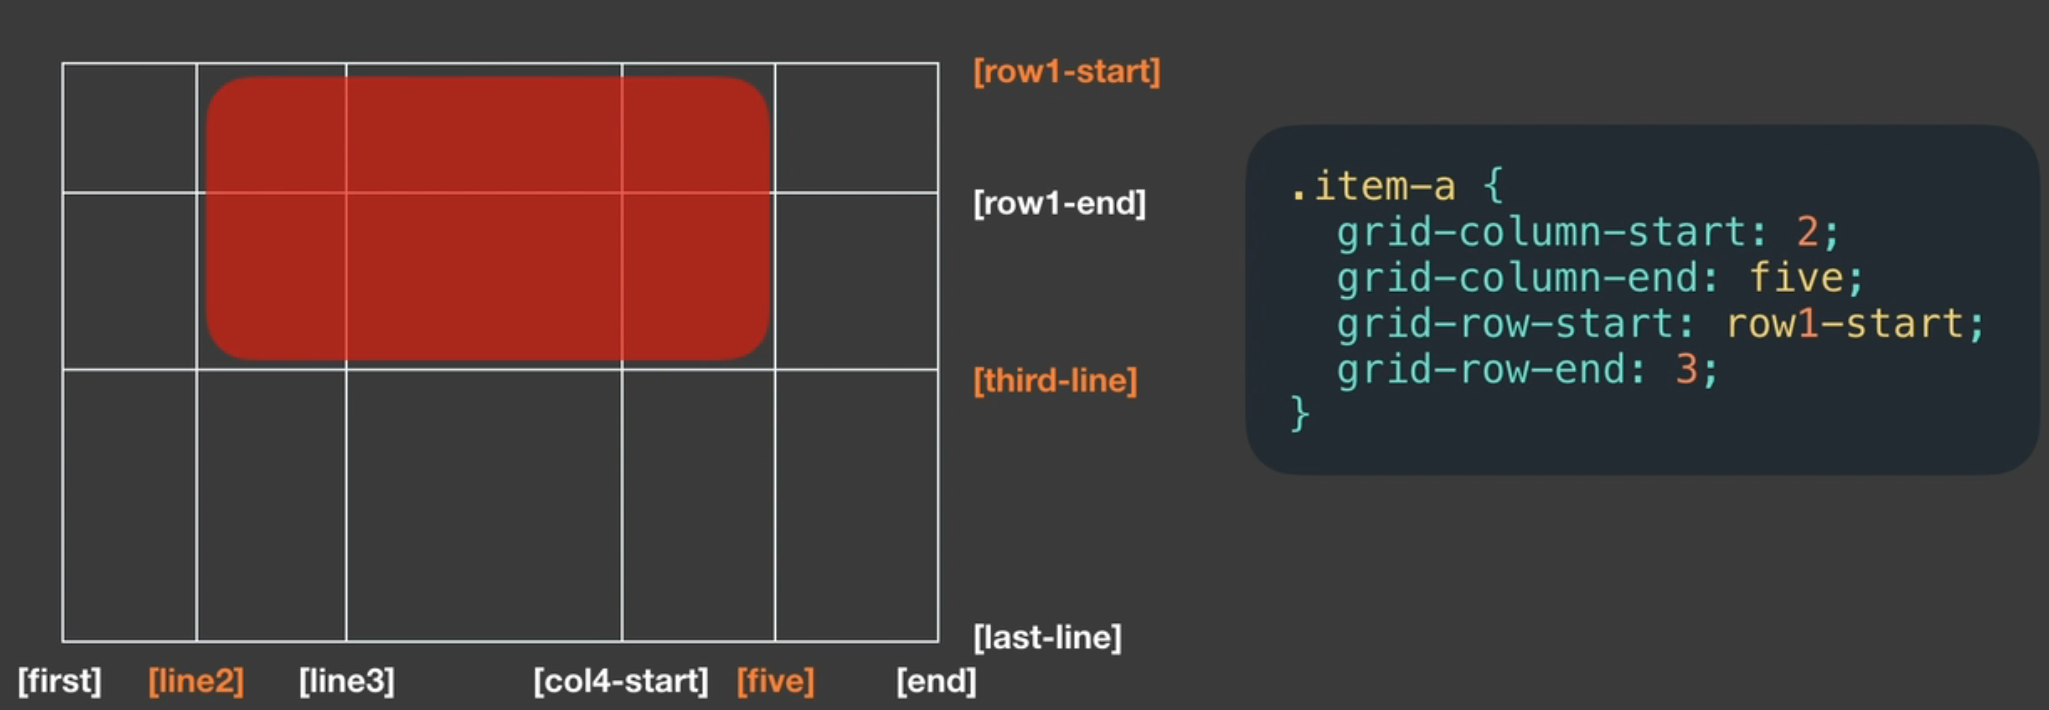 [row1-start]
[row1-end]
[third-line]
[last-line]
[first] [line2] [line3] [col4-start] [five] [end]
.item-a {
  grid-column-start: 2;
  grid-column-end: five;
  grid-row-start: row1-start;
  grid-row-end: 3;
}